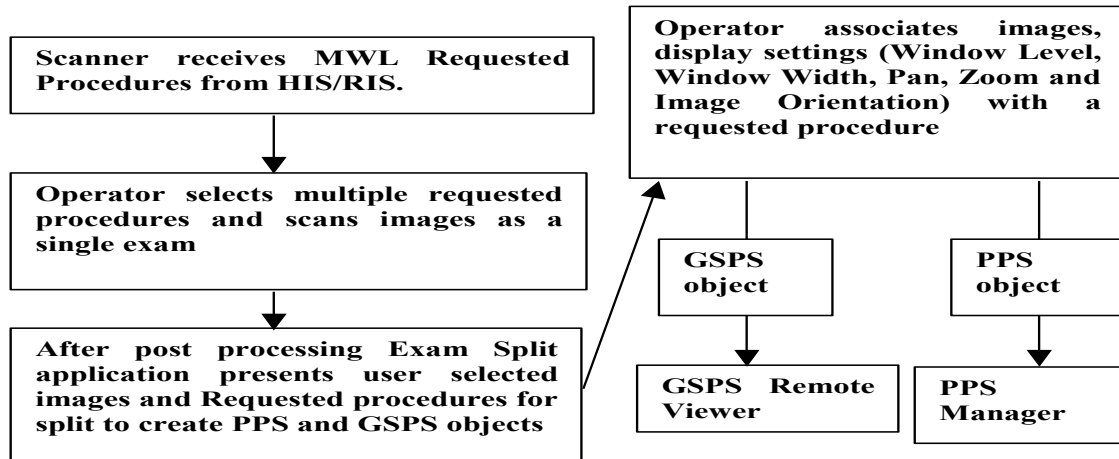 Scanner receives MWL Requested
Procedures from HIS/RIS.
Operator selects multiple requested
procedures and scans images as a
single exam
After post processing Exam Split
application presents user selected
images and Requested procedures for
split to create PPS and GSPS objects
Operator associates images,
display settings (Window Level,
Window Width, Pan, Zoom and
Image Orientation) with a
requested procedure
GSPS
object
PPS
object
GSPS Remote
Viewer
PPS
Manager